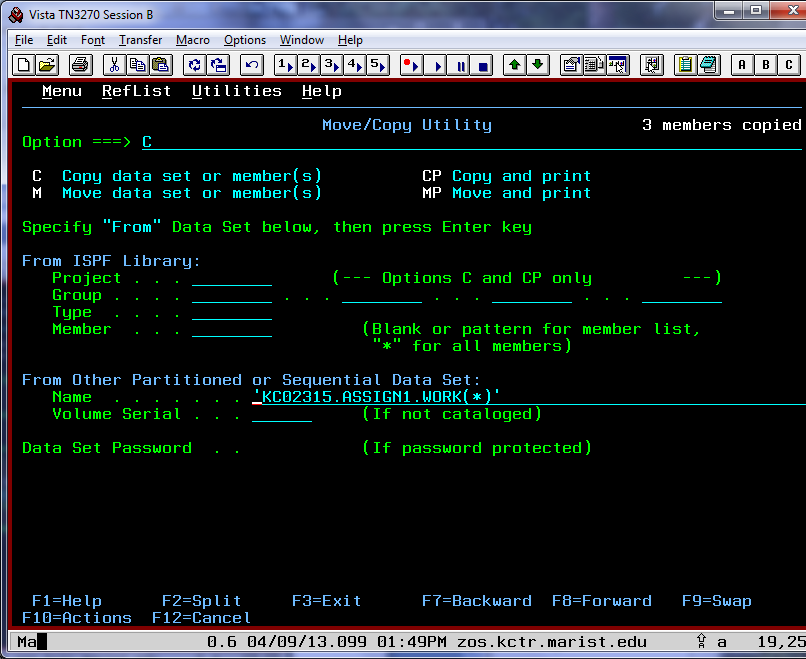 Vista TN3270 Session B
File Edit Font Transfer Macro Options Window Help
1 2 3 4 5 A B C
Menu RefList Utilities Help
Move/Copy Utility 3 members copied
Option ===> C
C Copy data set or member(s) CP Copy and print
M Move data set or member(s) MP Move and print
Specify "From" Data Set below, then press Enter key
From ISPF Library:
Project . . . (--- Options C and CP only ---)
Group . . . . . . . . . . . . .
Type . . . .
Member . . . (Blank or pattern for member list,
"*" for all members)
From Other Partitioned or Sequential Data Set:
Name . . . . . . . 'KC02315.ASSIGN1.WORK(*)'
Volume Serial . . . (If not cataloged)
Data Set Password . . (If password protected)
F1=Help F2=Split F3=Exit F7=Backward F8=Forward F9=Swap
F10=Actions F12=Cancel
Ma 0.6 04/09/13.099 01:49PM zos.kctr.marist.edu a 19,25